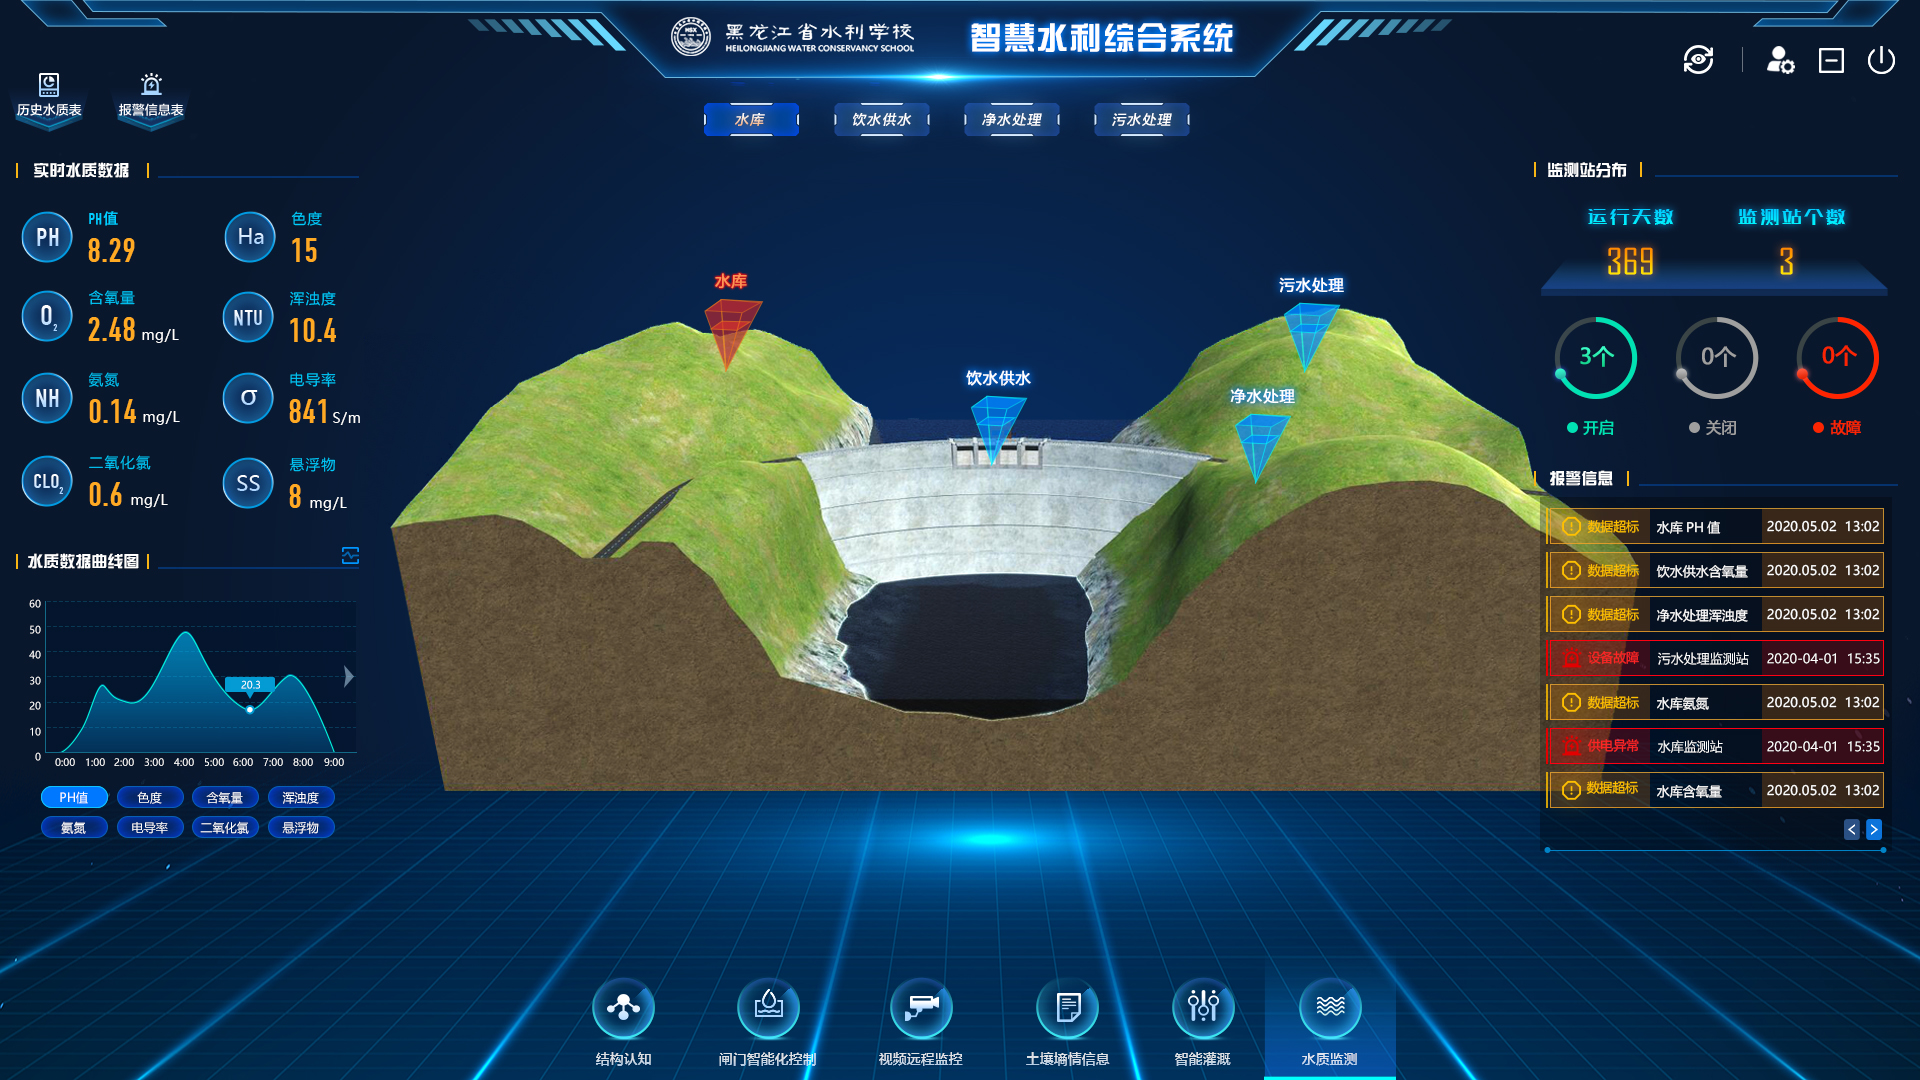 黑龙江省水利学校
HEILONGJIANG WATER CONSERVANCY SCHOOL
智慧水利综合系统
历史水质表
报警信息表
水库
饮水供水
净水处理
污水处理
实时水质数据
PH
PH值
8.29
Ha
色度
15
O2
含氧量
2.48 mg/L
NTU
浑浊度
10.4
NH
氨氮
0.14 mg/L
σ
电导率
841 S/m
CLO2
二氧化氯
0.6 mg/L
SS
悬浮物
8 mg/L
水质数据曲线图
60
50
40
30
20
10
0
20.3
0:00 1:00 2:00 3:00 4:00 5:00 6:00 7:00 8:00 9:00
PH值 色度 含氧量 浑浊度
氨氮 电导率 二氧化氯 悬浮物
水库
饮水供水
污水处理
净水处理
监测站分布
运行天数
369
监测站个数
3
3个
0个
0个
开启
关闭
故障
报警信息
数据超标 水库 PH 值 2020.05.02 13:02
数据超标 饮水供水含氧量 2020.05.02 13:02
数据超标 净水处理浑浊度 2020.05.02 13:02
设备故障 污水处理监测站 2020-04-01 15:35
数据超标 水库氨氮 2020.05.02 13:02
供电异常 水库监测站 2020-04-01 15:35
数据超标 水库含氧量 2020.05.02 13:02
< >
结构认知
闸门智能化控制
视频远程监控
土壤墒情信息
智能灌溉
水质监测